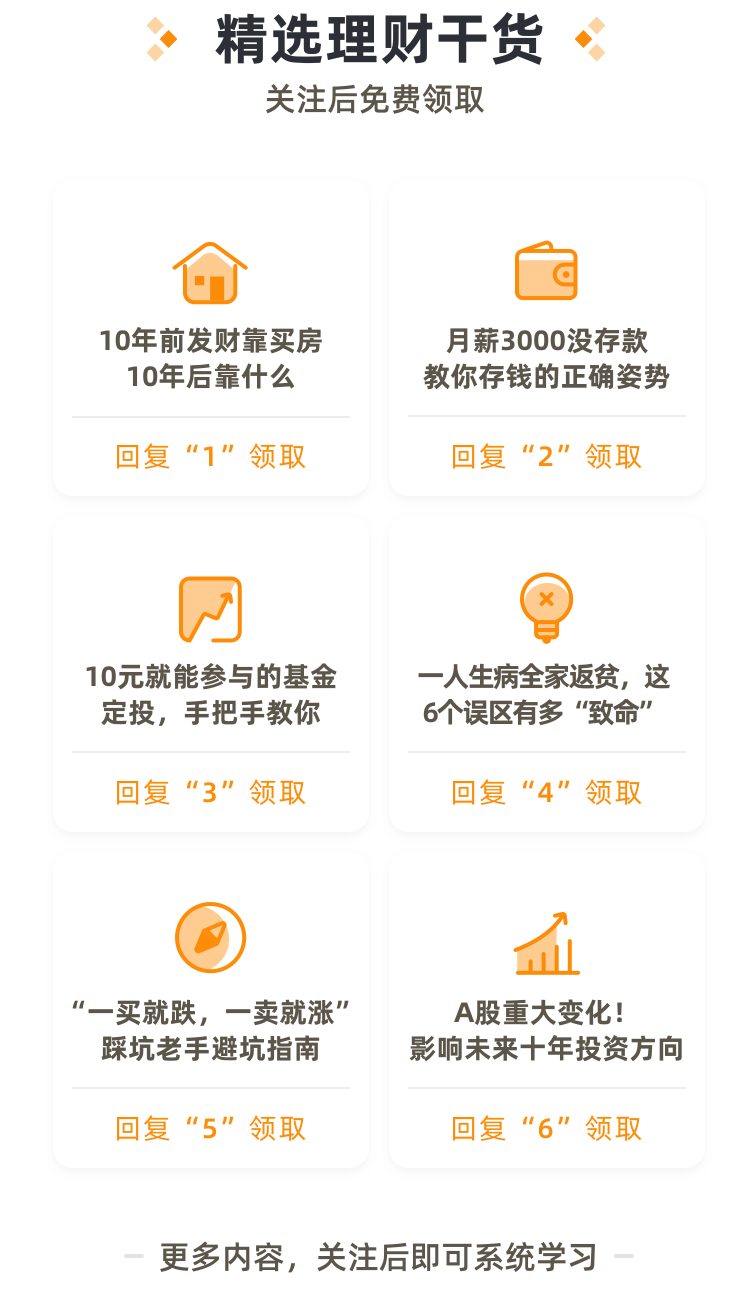 精选理财干货
关注后免费领取
10年前发财靠买房
10年后靠什么
回复“1”领取
月薪3000没存款
教你存钱的正确姿势
回复“2”领取
10元就能参与的基金
定投，手把手教你
回复“3”领取
一人生病全家返贫，这
6个误区有多“致命”
回复“4”领取
“一买就跌，一卖就涨”
踩坑老手避坑指南
回复“5”领取
A股重大变化！
影响未来十年投资方向
回复“6”领取
更多内容，关注后即可系统学习